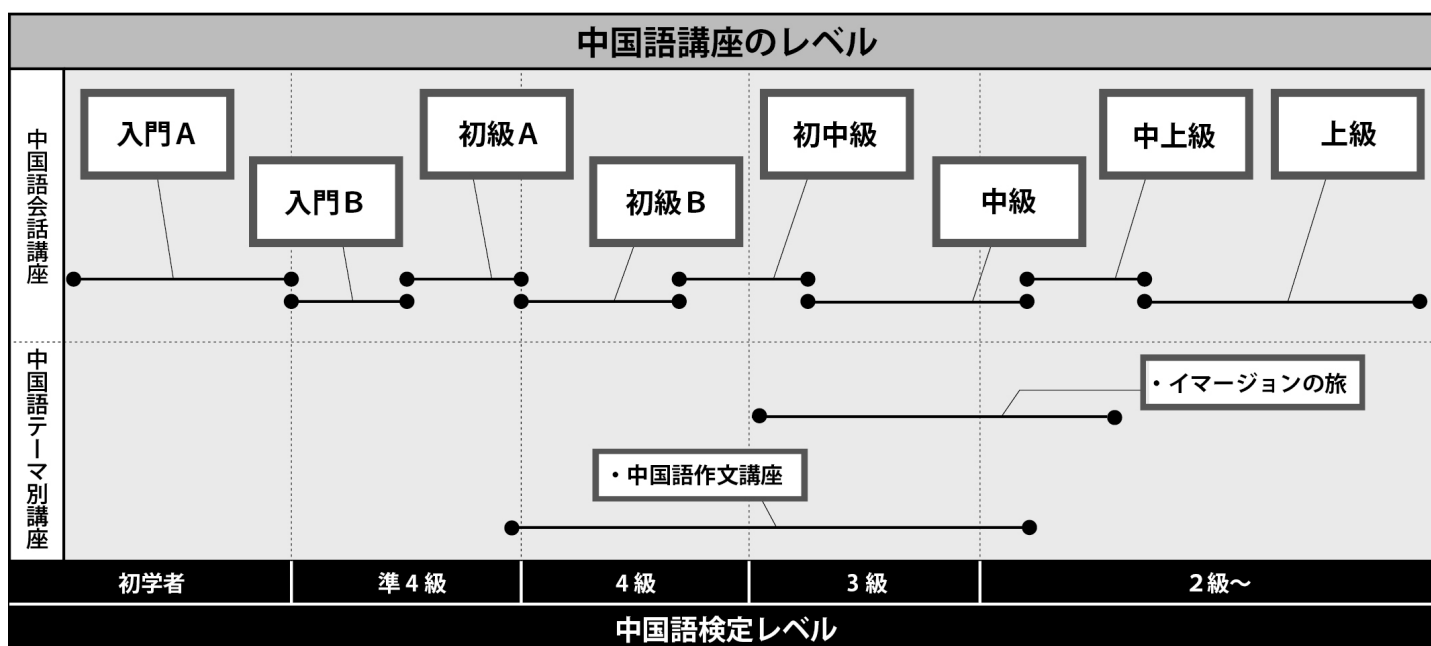 中国語講座のレベル
中国語会話講座
入門A
入門B
初級A
初級B
初中級
中級
中上級
上級
中国語テーマ別講座
・イマージョンの旅
・中国語作文講座
初学者
準4級
4級
3級
2級〜
中国語検定レベル